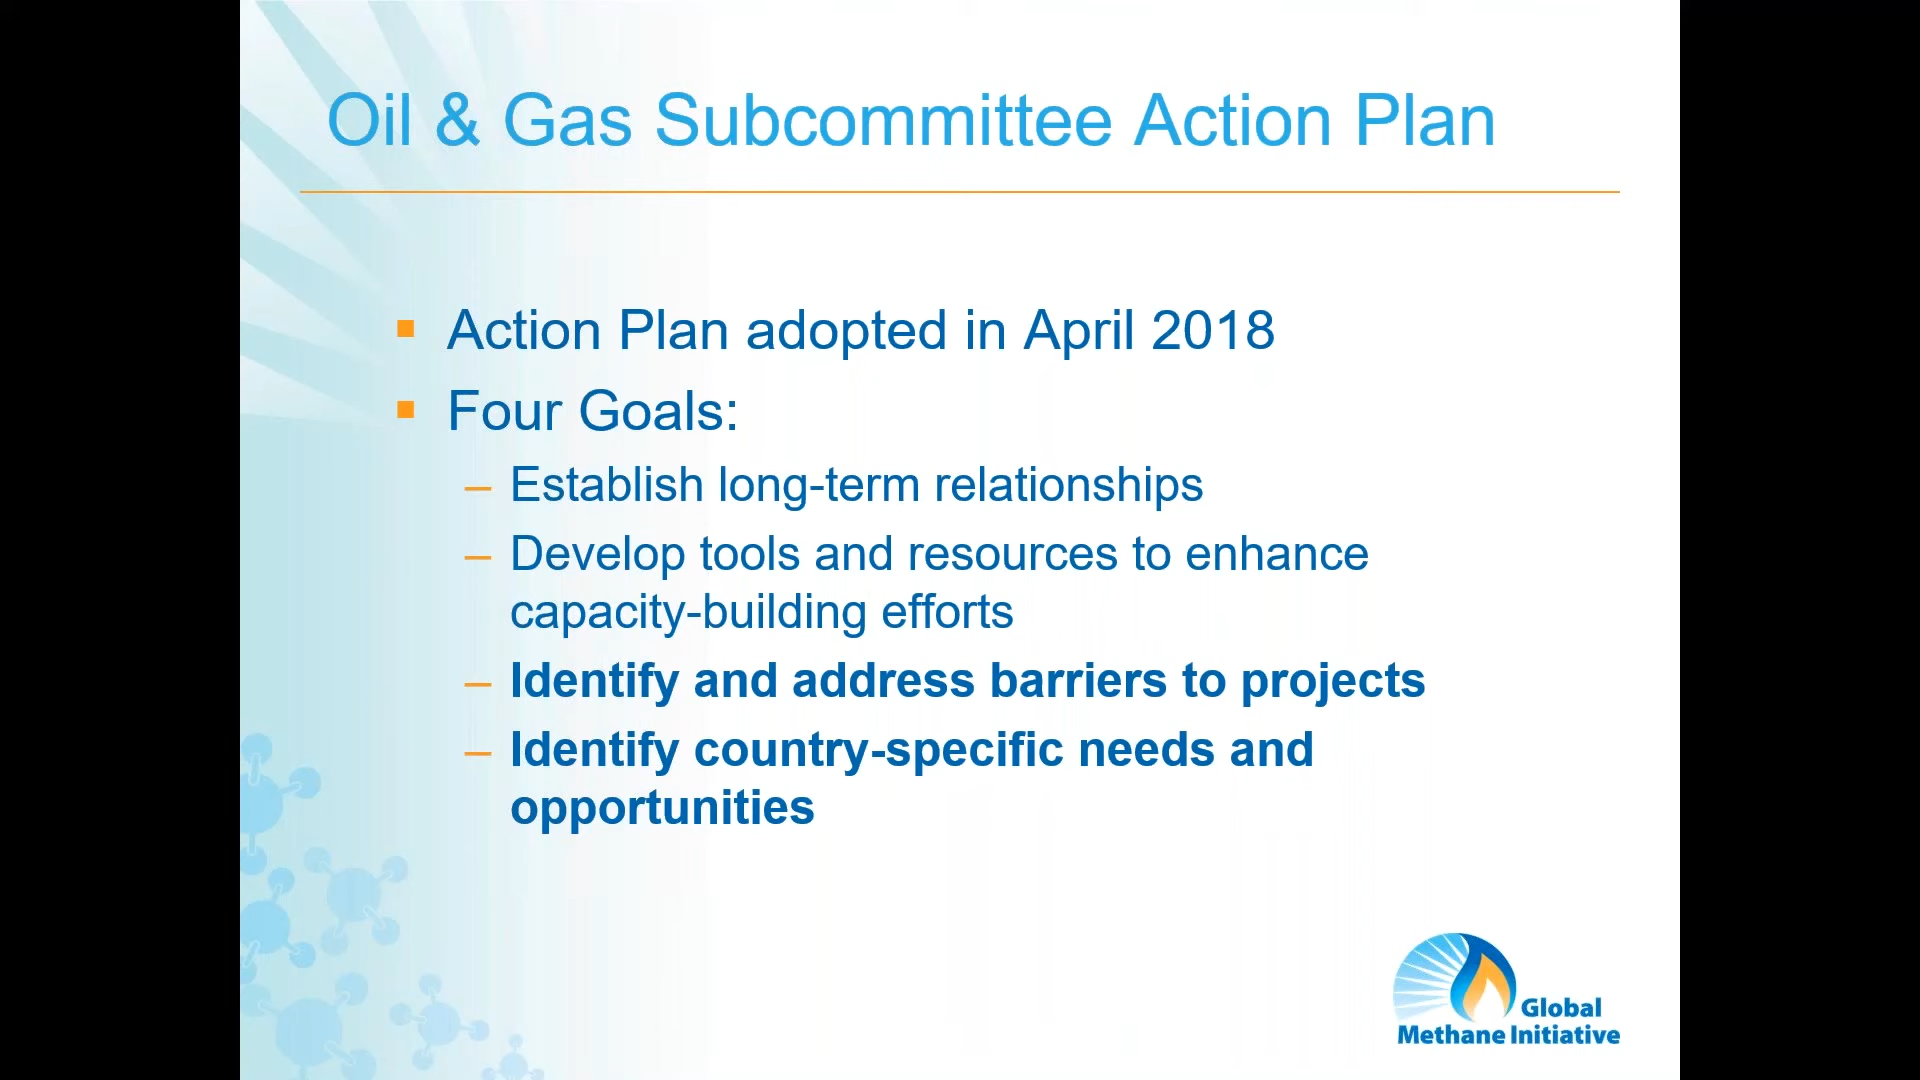 Oil & Gas Subcommittee Action Plan
▪ Action Plan adopted in April 2018
▪ Four Goals:
– Establish long-term relationships
– Develop tools and resources to enhance
capacity-building efforts
– Identify and address barriers to projects
– Identify country-specific needs and
opportunities
Global
Methane Initiative